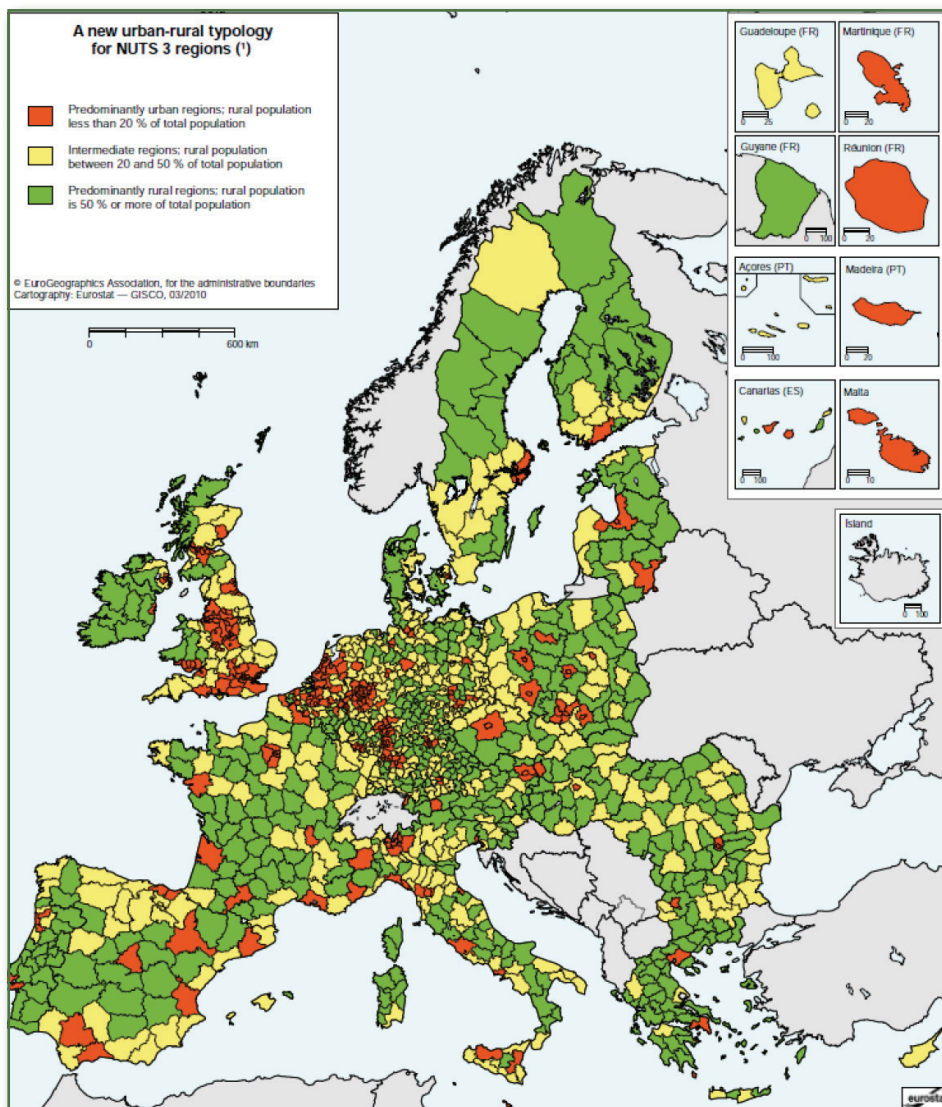 A new urban-rural typology
for NUTS 3 regions (¹)
Predominantly urban regions; rural population
less than 20 % of total population
Intermediate regions; rural population
between 20 and 50 % of total population
Predominantly rural regions; rural population
is 50 % or more of total population
© EuroGeographics Association, for the administrative boundaries
Cartography: Eurostat — GISCO, 03/2010
0 600 km
Guadeloupe (FR)
0 25
Martinique (FR)
0 20
Guyane (FR)
0 100
Réunion (FR)
0 20
Açores (PT)
0 100
Madeira (PT)
0 20
Canarias (ES)
0 100
Malta
0 10
Ísland
0 100
eurosta